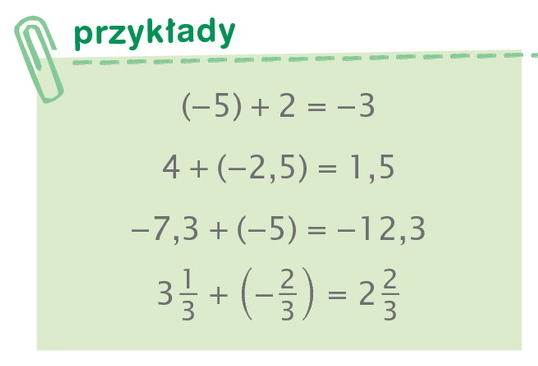 przykłady
(−5) + 2 = −3
4 + (−2,5) = 1,5
−7,3 + (−5) = −12,3
3 1/3 + (− 2/3) = 2 2/3